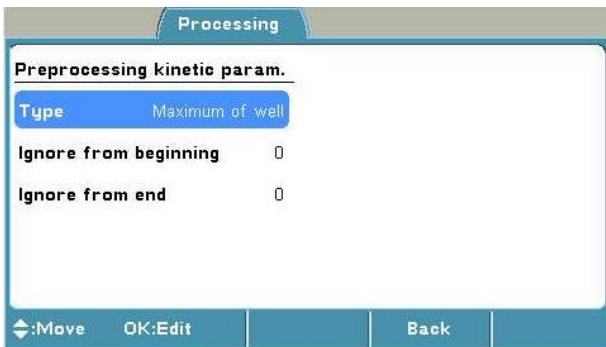 Processing
Preprocessing kinetic param.
Type Maximum of well
Ignore from beginning 0
Ignore from end 0
:Move OK:Edit Back